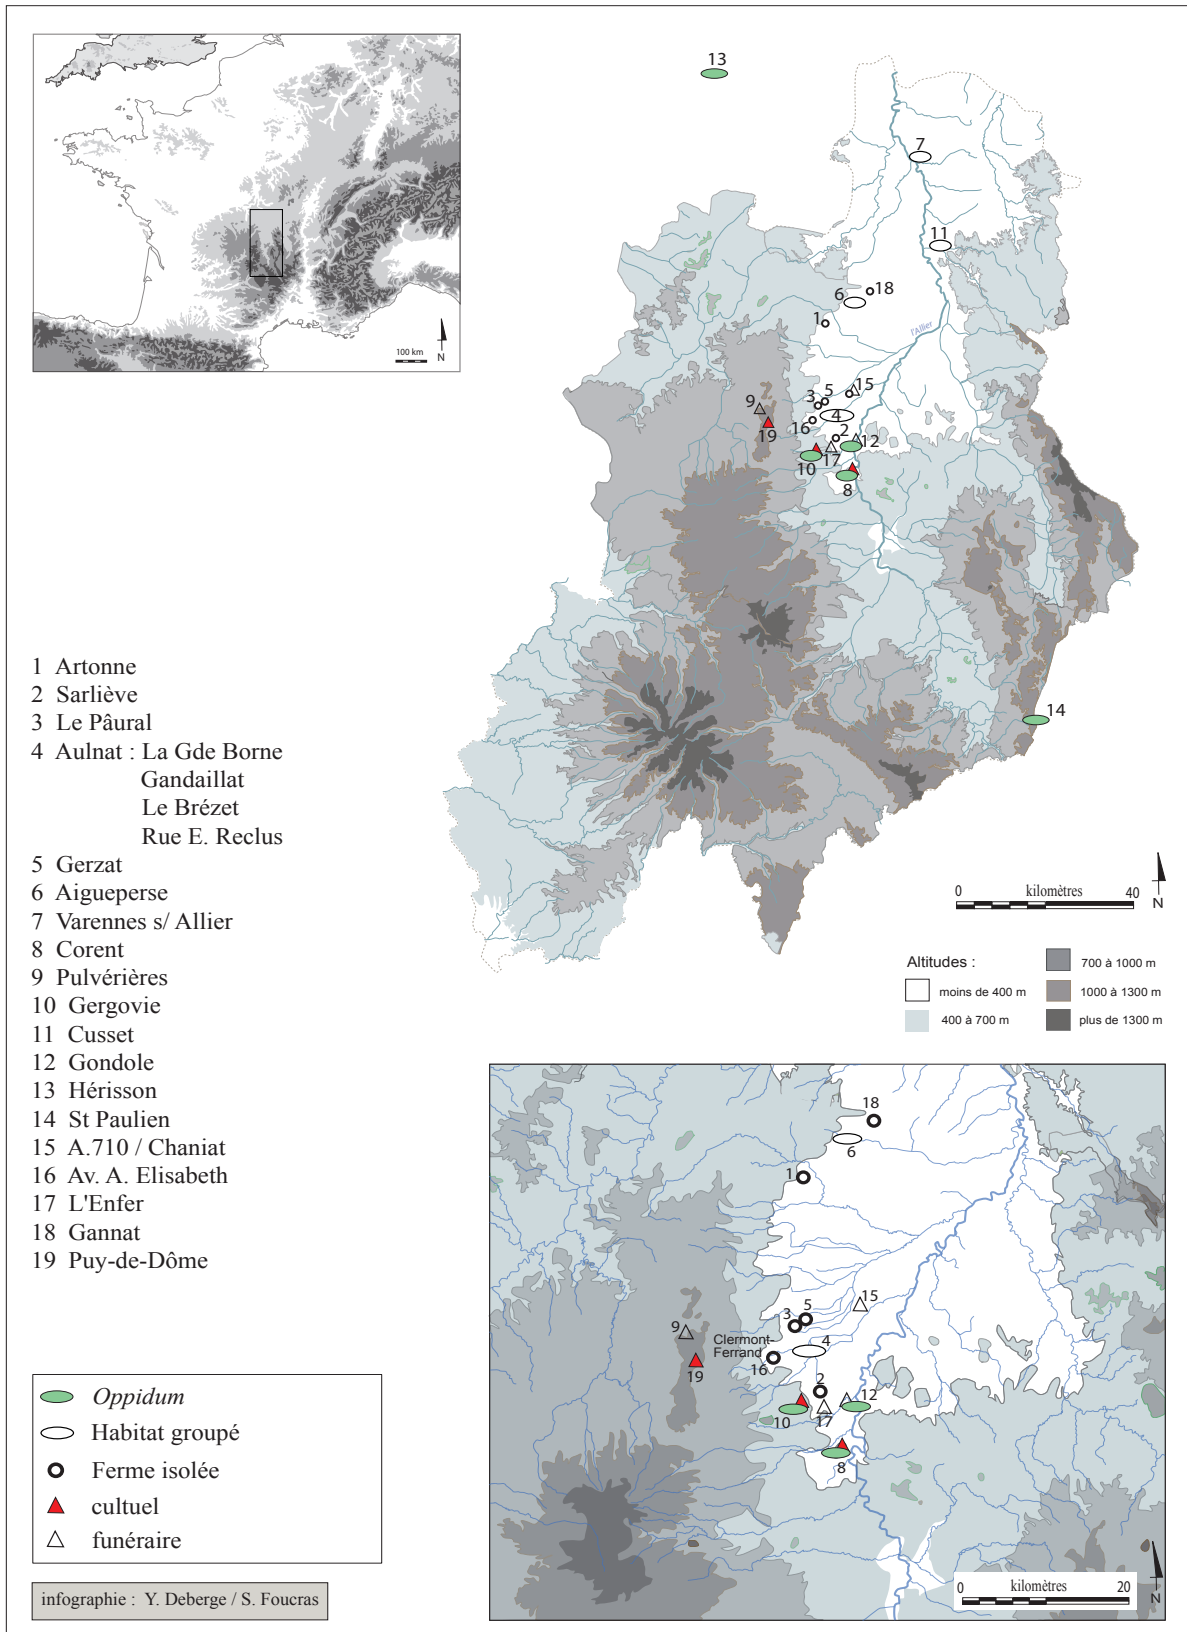 100 km
N
13
7
11
18
6
1
l'Allier
15
5
3
4
9
19
16
2
12
17
10
8
14
0 kilomètres 40
N
Altitudes :
moins de 400 m
400 à 700 m
700 à 1000 m
1000 à 1300 m
plus de 1300 m
1 Artonne
2 Sarliève
3 Le Pâural
4 Aulnat : La Gde Borne
Gandaillat
Le Brézet
Rue E. Reclus
5 Gerzat
6 Aigueperse
7 Varennes s/ Allier
8 Corent
9 Pulvérières
10 Gergovie
11 Cusset
12 Gondole
13 Hérisson
14 St Paulien
15 A.710 / Chaniat
16 Av. A. Elisabeth
17 L'Enfer
18 Gannat
19 Puy-de-Dôme
Oppidum
Habitat groupé
Ferme isolée
cultuel
funéraire
infographie : Y. Deberge / S. Foucras
18
6
1
15
5
3
4
9
Clermont-
Ferrand
16
19
2
12
10
17
8
0 kilomètres 20
N